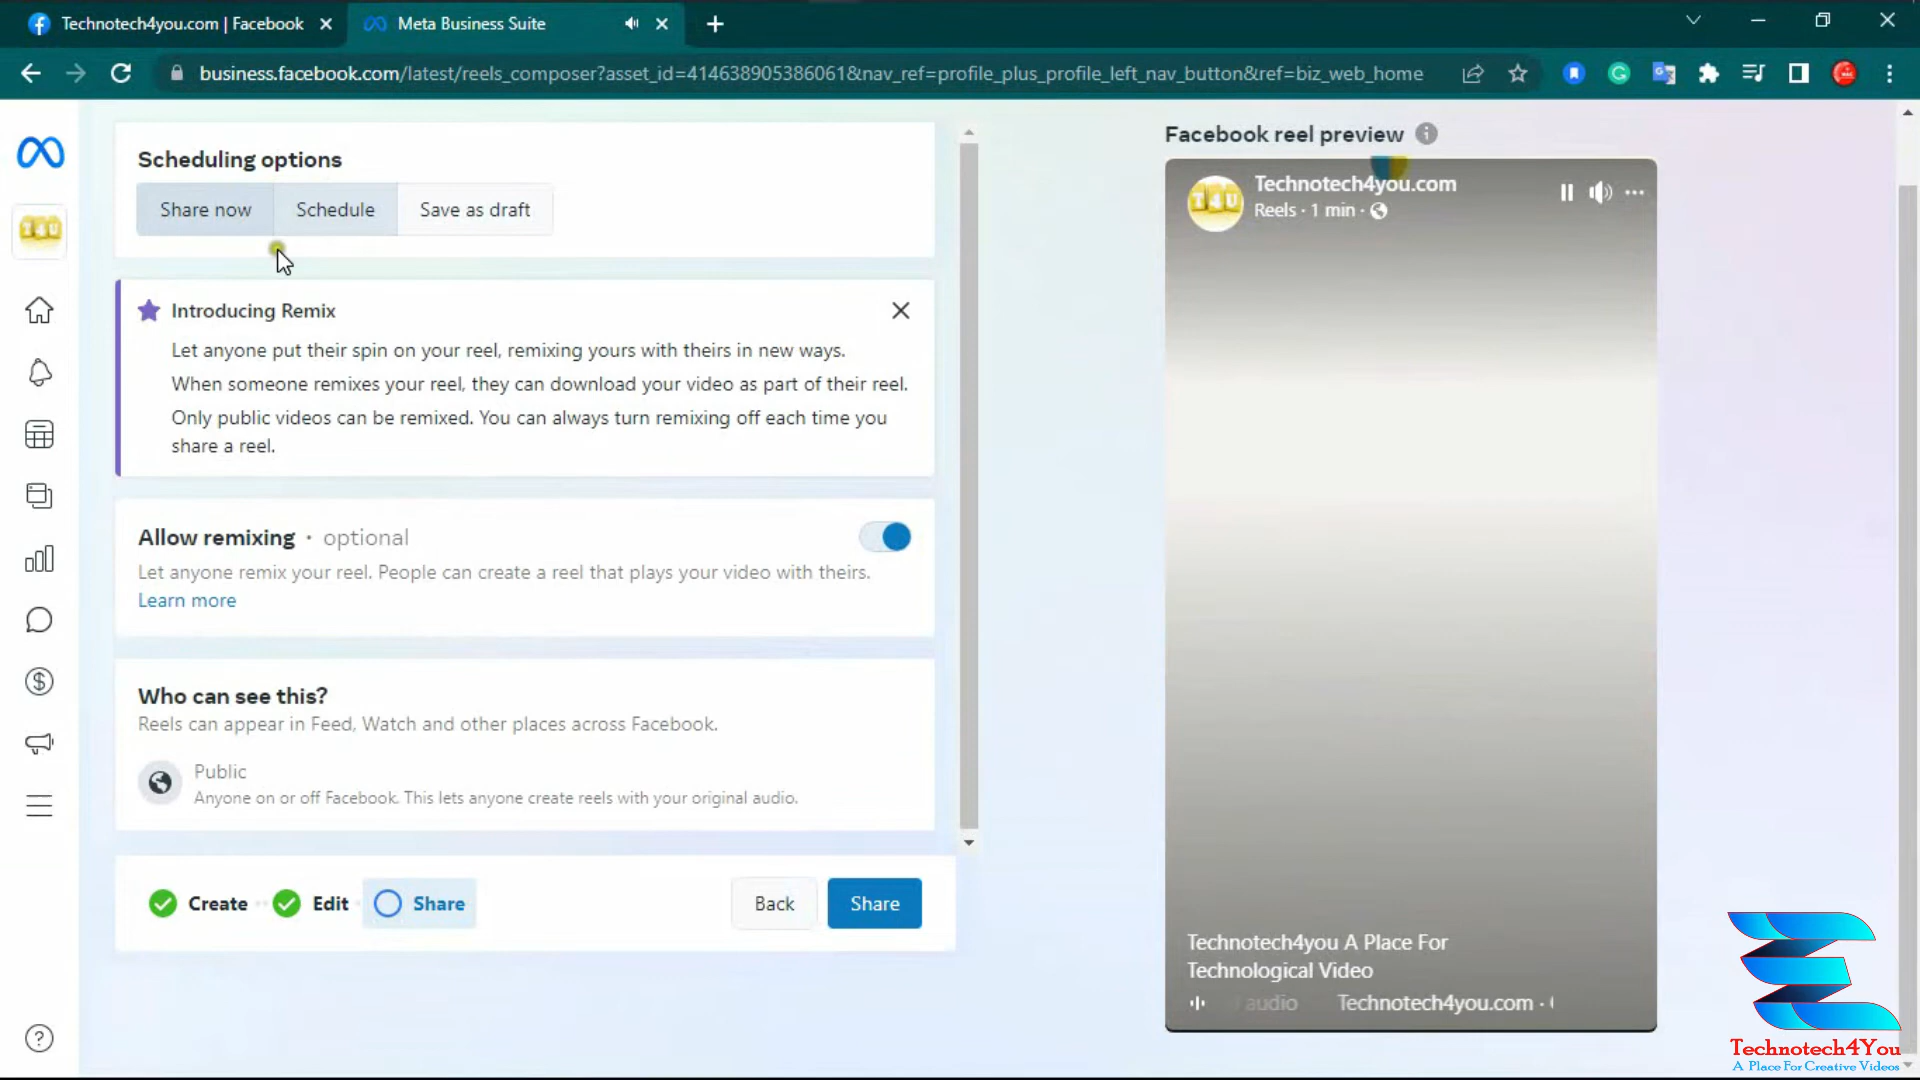 Technotech4you.com | Facebook
Meta Business Suite
business.facebook.com/latest/reels_composer?asset_id=414638905386061&nav_ref=profile_plus_profile_left_nav_button&ref=biz_web_home
Scheduling options
Share now
Schedule
Save as draft
Introducing Remix
Let anyone put their spin on your reel, remixing yours with theirs in new ways.
When someone remixes your reel, they can download your video as part of their reel.
Only public videos can be remixed. You can always turn remixing off each time you
share a reel.
Allow remixing · optional
Let anyone remix your reel. People can create a reel that plays your video with theirs.
Learn more
Who can see this?
Reels can appear in Feed, Watch and other places across Facebook.
Public
Anyone on or off Facebook. This lets anyone create reels with your original audio.
Create
Edit
Share
Back
Share
Facebook reel preview
T4U
Technotech4you.com
Reels · 1 min ·
Technotech4you A Place For
Technological Video
audio Technotech4you.com ·
Technotech4You
A Place For Creative Videos